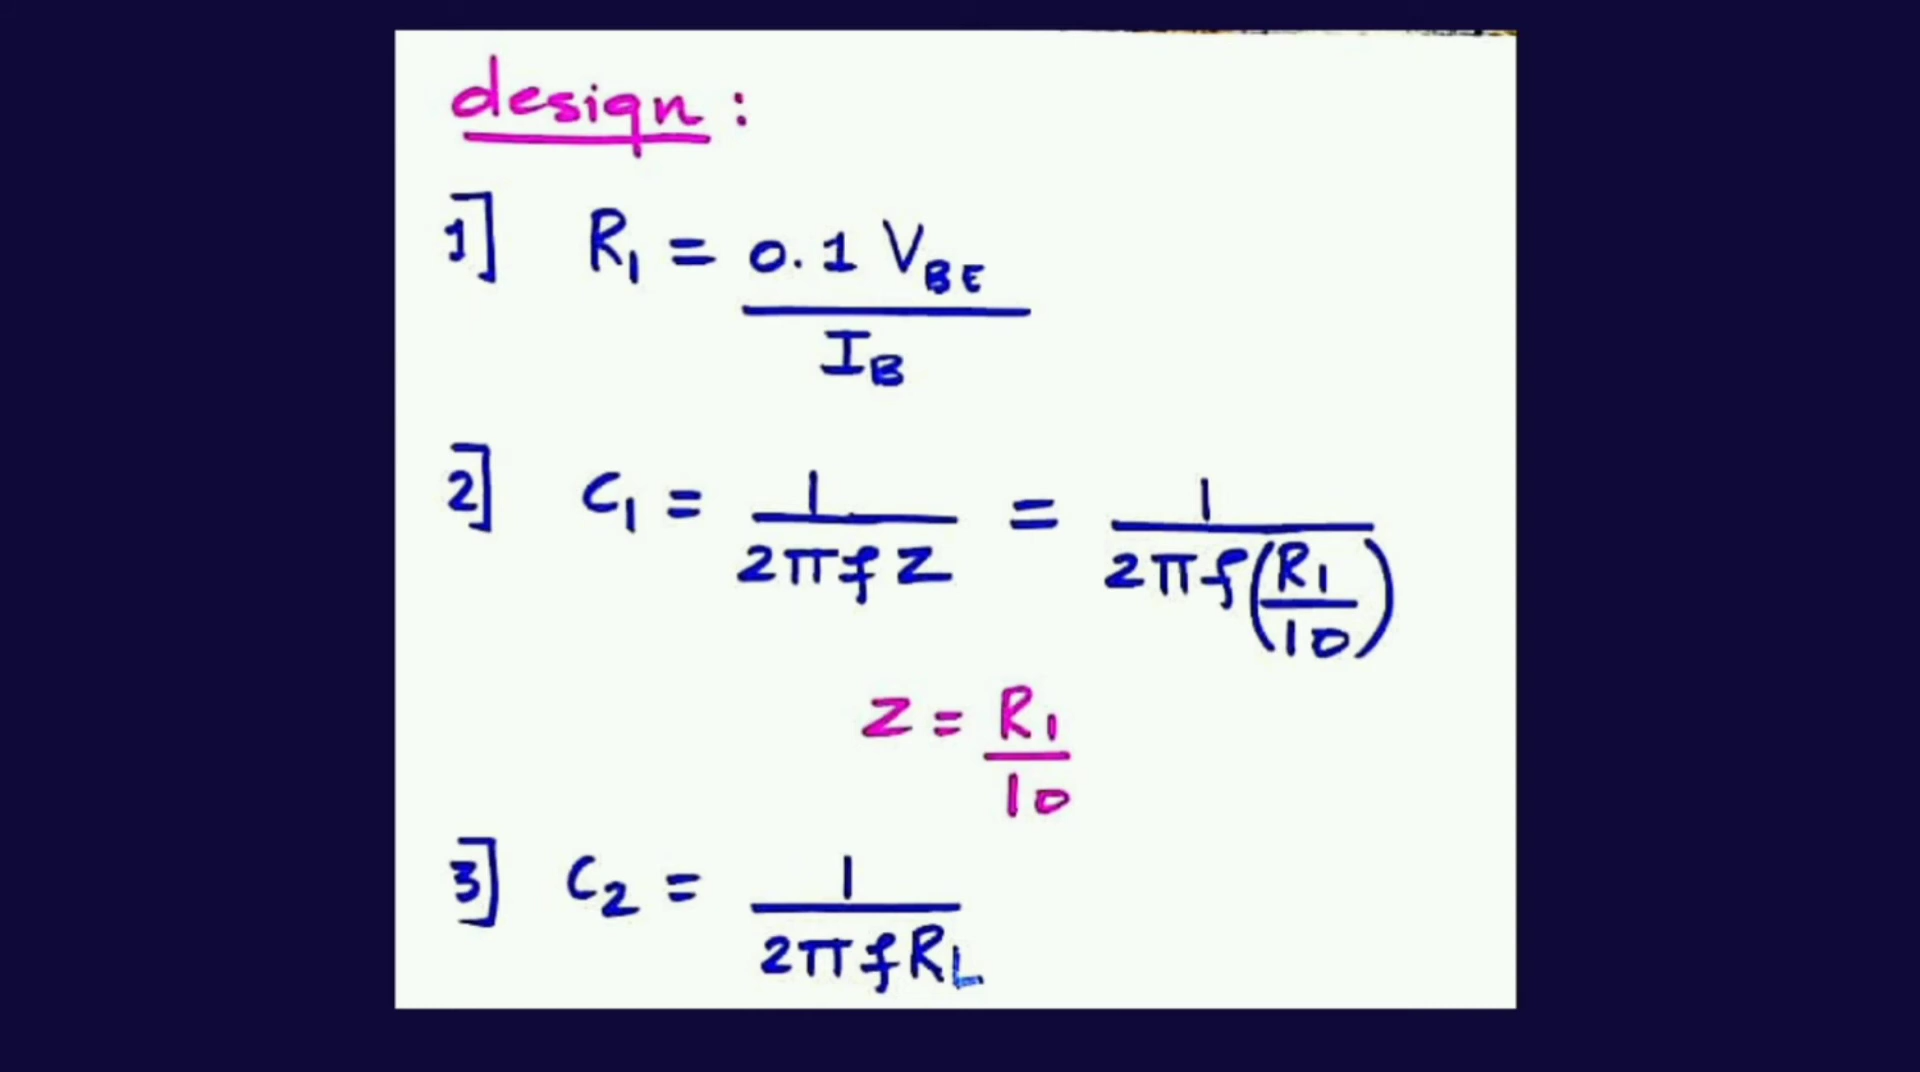 design :
1] R₁ = 0.1 V_BE / I_B
2] C₁ = 1 / 2πfZ = 1 / 2πf(R₁/10)
Z = R₁ / 10
3] C₂ = 1 / 2πfR_L